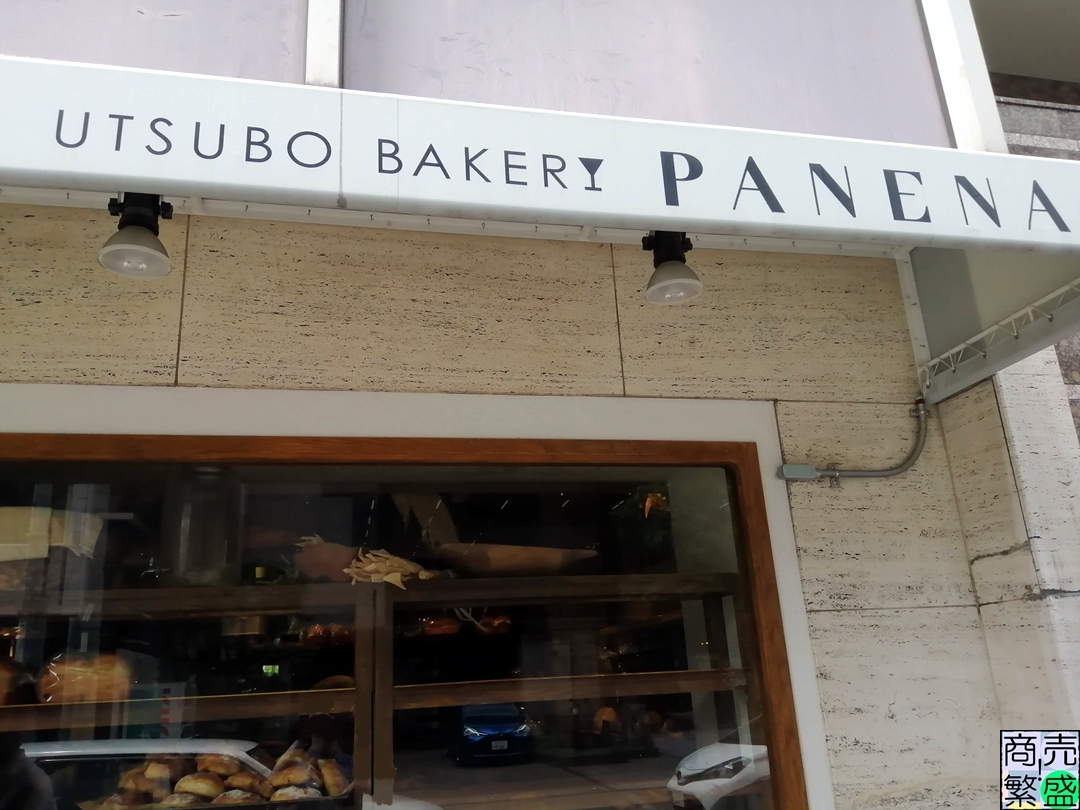 UTSUBO BAKERY PANENA
商売
繁盛